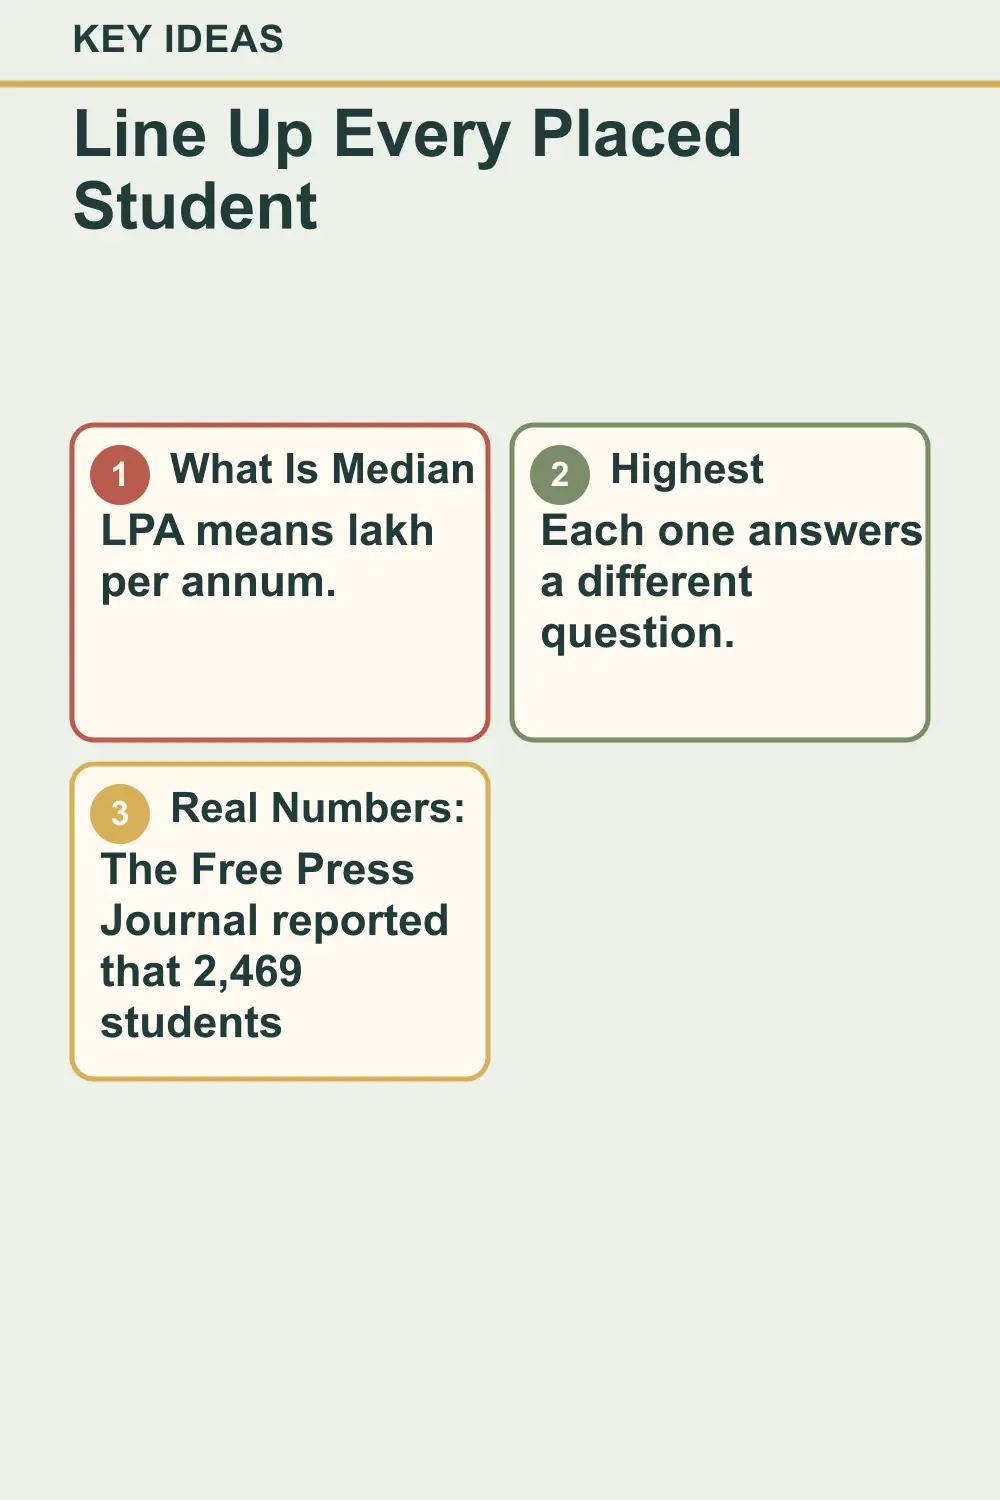 KEY IDEAS
Line Up Every Placed
Student
1 What Is Median
LPA means lakh
per annum.
2 Highest
Each one answers
a different
question.
3 Real Numbers:
The Free Press
Journal reported
that 2,469
students